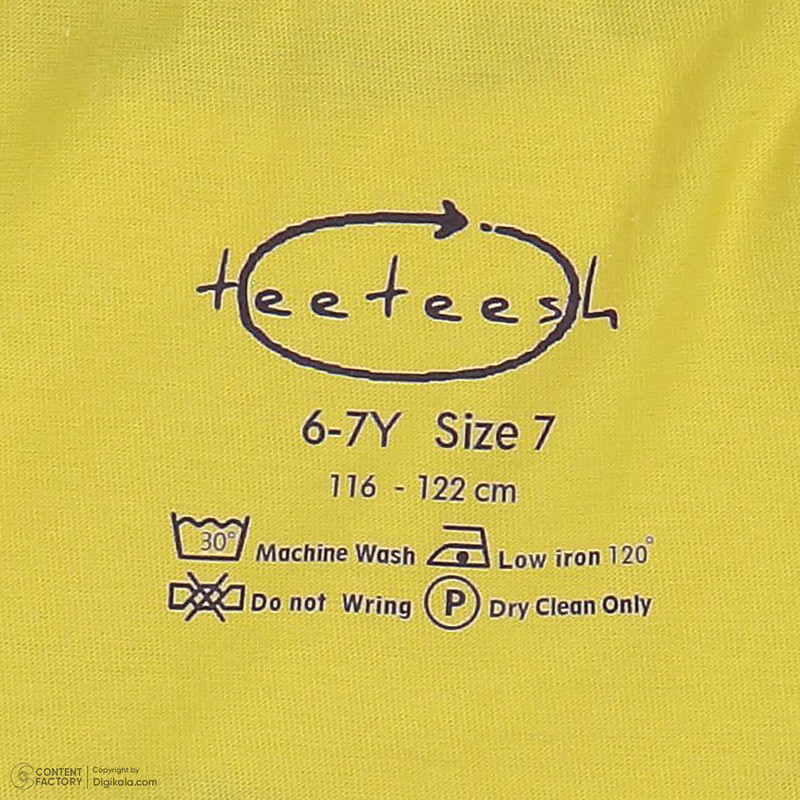 teeteesh
6-7Y Size 7
116 - 122 cm
30° Machine Wash Low iron 120°
Do not Wring P Dry Clean Only
CONTENT FACTORY Copyright by
Digikala.com